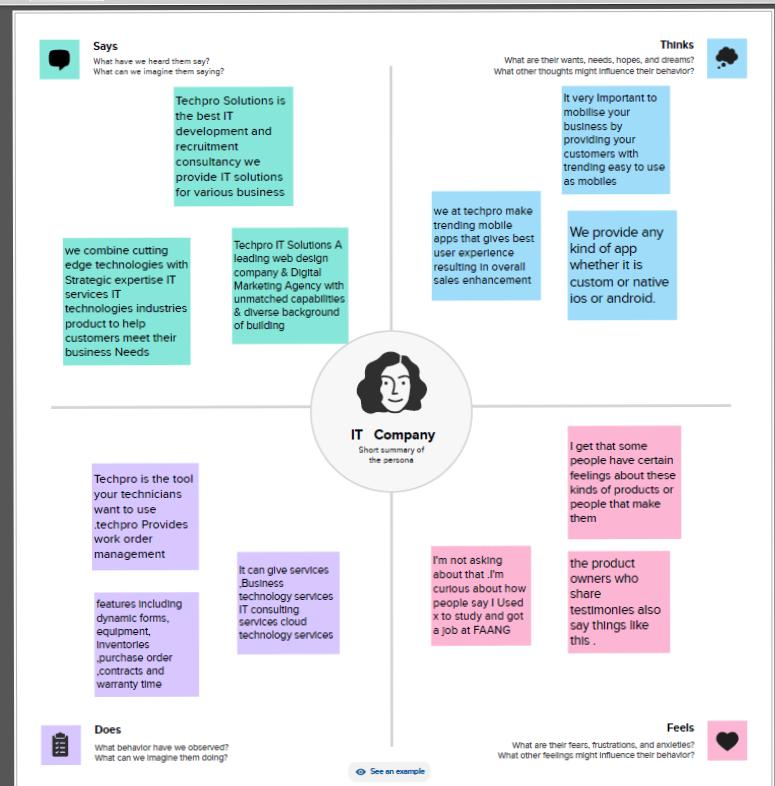 Says
What have we heard them say?
What can we imagine them saying?
Thinks
What are their wants, needs, hopes, and dreams?
What other thoughts might influence their behavior?
Techpro Solutions is
the best IT
development and
recruitment
consultancy we
provide IT solutions
for various business
we combine cutting
edge technologies with
Strategic expertise IT
services IT
technologies industries
product to help
customers meet their
business Needs
Techpro IT Solutions A
leading web design
company & Digital
Marketing Agency with
unmatched capabilities
& diverse background
of building
It very Important to
mobilise your
business by
providing your
customers with
trending easy to use
as mobiles
we at techpro make
trending mobile
apps that gives best
user experience
resulting in overall
sales enhancement
We provide any
kind of app
whether it is
custom or native
ios or android.
IT Company
Short summary of
the persona
Techpro is the tool
your technicians
want to use
.techpro Provides
work order
management
It can give services
,Business
technology services
IT consulting
services cloud
technology services
features including
dynamic forms,
equipment,
inventories
,purchase order
,contracts and
warranty time
I get that some
people have certain
feelings about these
kinds of products or
people that make
them
I'm not asking
about that .I'm
curious about how
people say I Used
x to study and got
a job at FAANG
the product
owners who
share
testimonies also
say things like
this .
Does
What behavior have we observed?
What can we imagine them doing?
Feels
What are their fears, frustrations, and anxieties?
What other feelings might influence their behavior?
See an example